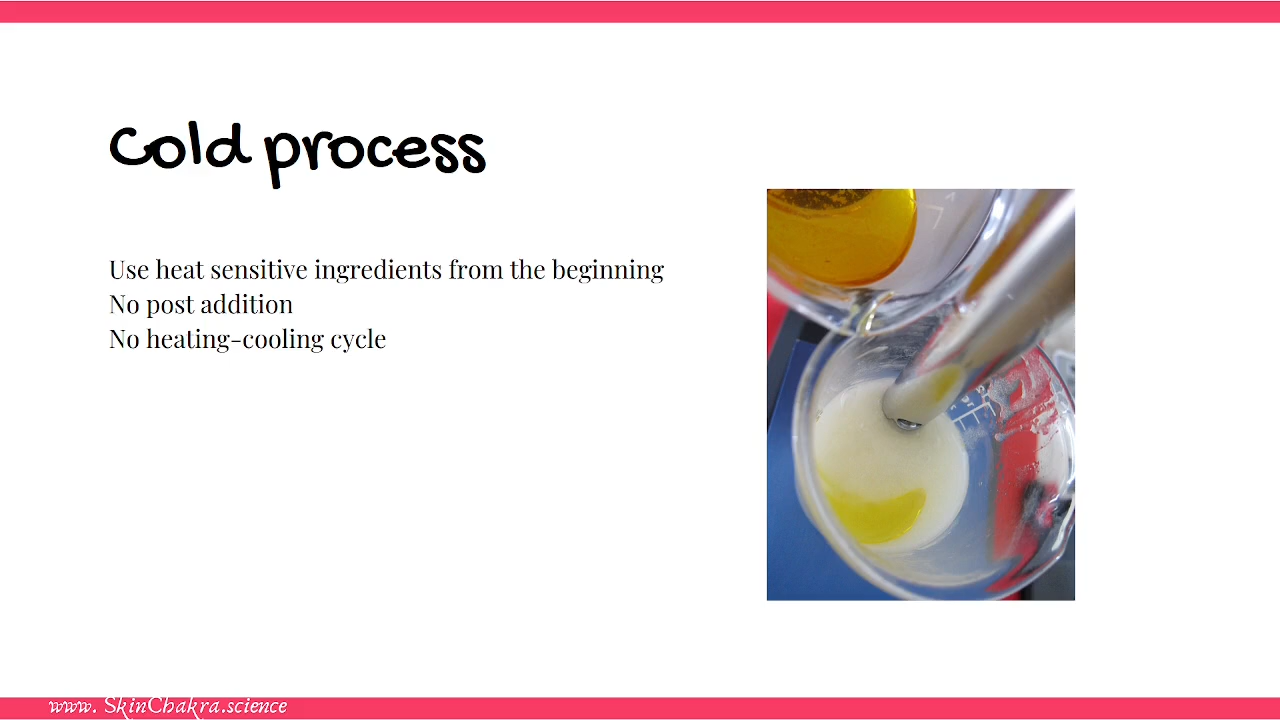 Cold process
Use heat sensitive ingredients from the beginning
No post addition
No heating-cooling cycle
www. SkinChakra.science